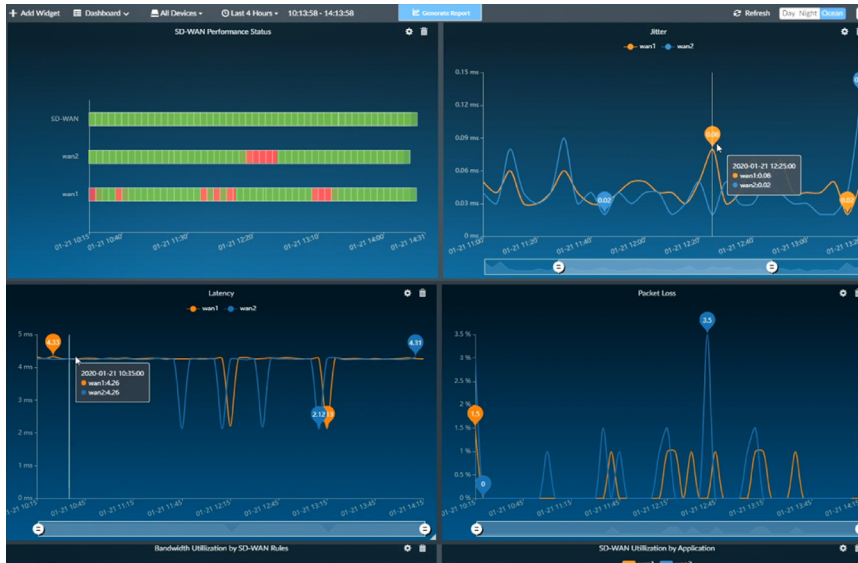 + Add Widget Dashboard All Devices Last 4 Hours 10:13:58 - 14:13:58 Generate Report Refresh Day Night Ocean
SD-WAN Performance Status
SD-WAN
wan2
wan1
01-21 10:15 01-21 10:40 01-21 11:30 01-21 12:20 01-21 13:10 01-21 14:00 01-21 14:31
Jitter
wan1 wan2
0.15 ms
0.12 ms
0.09 ms
0.06 ms
0.03 ms
0 ms
0.08
0.02
0.02
2020-01-21 12:25:00
wan1:0.08
wan2:0.02
01-21 11:00 01-21 11:20 01-21 11:40 01-21 12:00 01-21 12:20 01-21 12:40 01-21 13:00 01-21 13:20
Latency
wan1 wan2
5 ms
4 ms
3 ms
2 ms
1 ms
0 ms
4.33
4.31
2.12
2020-01-21 10:35:00
wan1:4.26
wan2:4.26
01-21 10:15 01-21 10:45 01-21 11:15 01-21 11:45 01-21 12:15 01-21 12:45 01-21 13:15 01-21 13:45 01-21 14:15
Packet Loss
3.5 %
3 %
2.5 %
2 %
1.5 %
1 %
0.5 %
0 %
3.5
1.5
0
01-21 10:15 01-21 10:45 01-21 11:15 01-21 11:45 01-21 12:15 01-21 12:45 01-21 13:15 01-21 13:45 01-21 14:15
Bandwidth Utillization by SD-WAN Rules
SD-WAN Utillization by Application